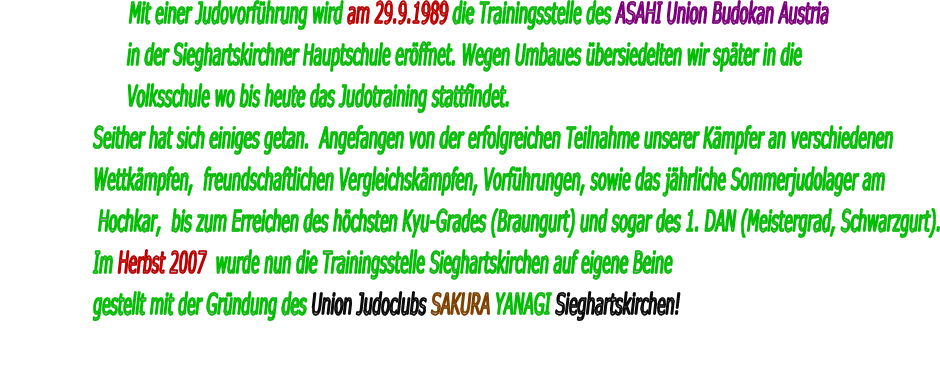 Mit einer Judovorführung wird am 29.9.1989 die Trainingsstelle des ASAHI Union Budokan Austria
in der Sieghartskirchner Hauptschule eröffnet. Wegen Umbaues übersiedelten wir später in die
Volksschule wo bis heute das Judotraining stattfindet.
Seither hat sich einiges getan.  Angefangen von der erfolgreichen Teilnahme unserer Kämpfer an verschiedenen
Wettkämpfen,  freundschaftlichen Vergleichskämpfen, Vorführungen, sowie das jährliche Sommerjudolager am
Hochkar,  bis zum Erreichen des höchsten Kyu-Grades (Braungurt) und sogar des 1. DAN (Meistergrad, Schwarzgurt).
Im Herbst 2007  wurde nun die Trainingsstelle Sieghartskirchen auf eigene Beine
gestellt mit der Gründung des Union Judoclubs SAKURA YANAGI Sieghartskirchen!